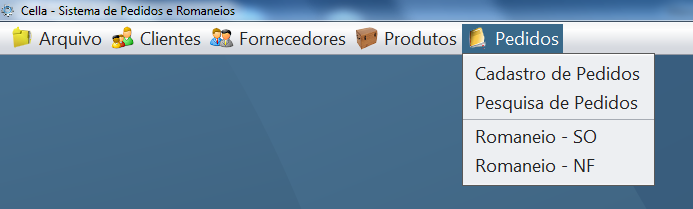 Cella - Sistema de Pedidos e Romaneios
Arquivo Clientes Fornecedores Produtos Pedidos
Cadastro de Pedidos
Pesquisa de Pedidos
Romaneio - SO
Romaneio - NF